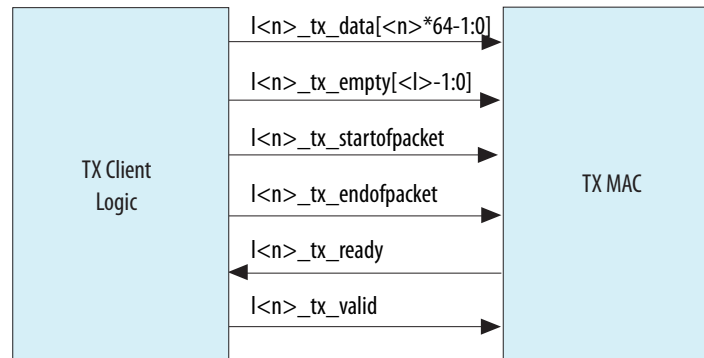 l<n>_tx_data[<n>*64-1:0]
l<n>_tx_empty[<l>-1:0]
l<n>_tx_startofpacket
TX Client
Logic
TX MAC
l<n>_tx_endofpacket
l<n>_tx_ready
l<n>_tx_valid